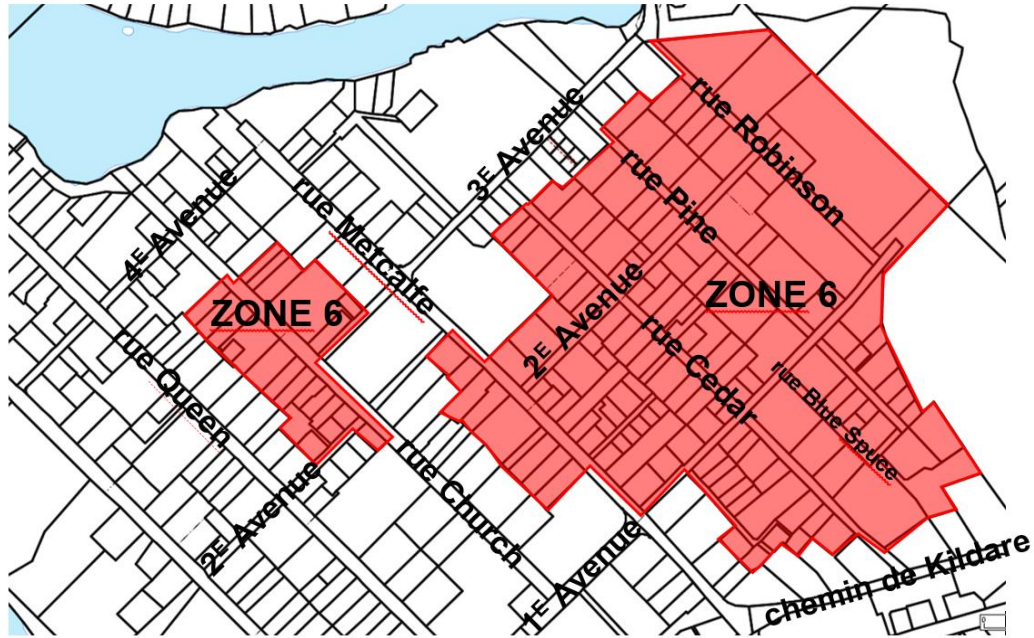 rue Robinson
3E Avenue
rue Pine
4E Avenue
rue Metcalfe
ZONE 6
ZONE 6
2E Avenue
rue Cedar
rue Queen
rue Blue Spuce
2E Avenue
rue Church
1E Avenue
chemin de Kildare